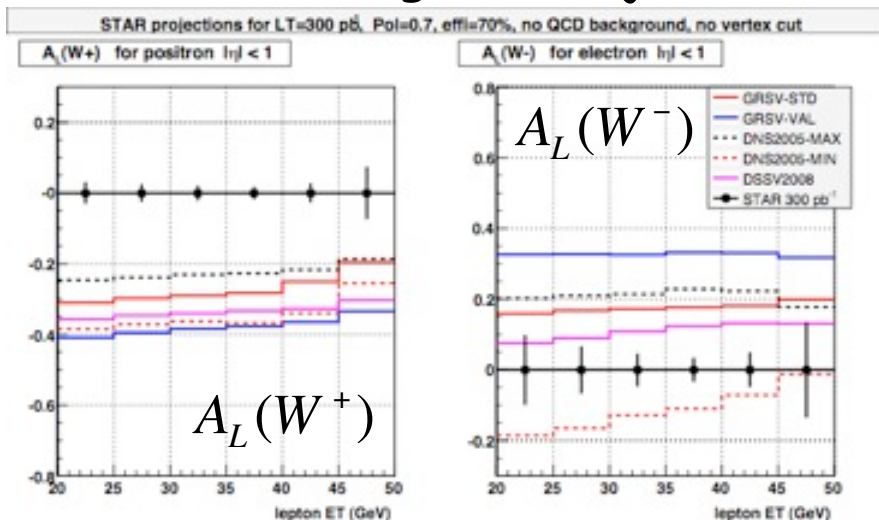 STAR projections for LT=300 pb, Pol=0.7, effi=70%, no QCD background, no vertex cut
A_L(W+) for positron |η| < 1
A_L(W-) for electron |η| < 1
0.2
-0
-0.2
-0.4
-0.6
-0.8
A_L(W⁺)
20 25 30 35 40 45 50
lepton ET (GeV)
0.8
0.6
0.4
0.2
0
-0.2
A_L(W⁻)
GRSV-STD
GRSV-VAL
DNS2005-MAX
DNS2005-MIN
DSSV2008
STAR 300 pb⁻¹
20 25 30 35 40 45 50
lepton ET (GeV)